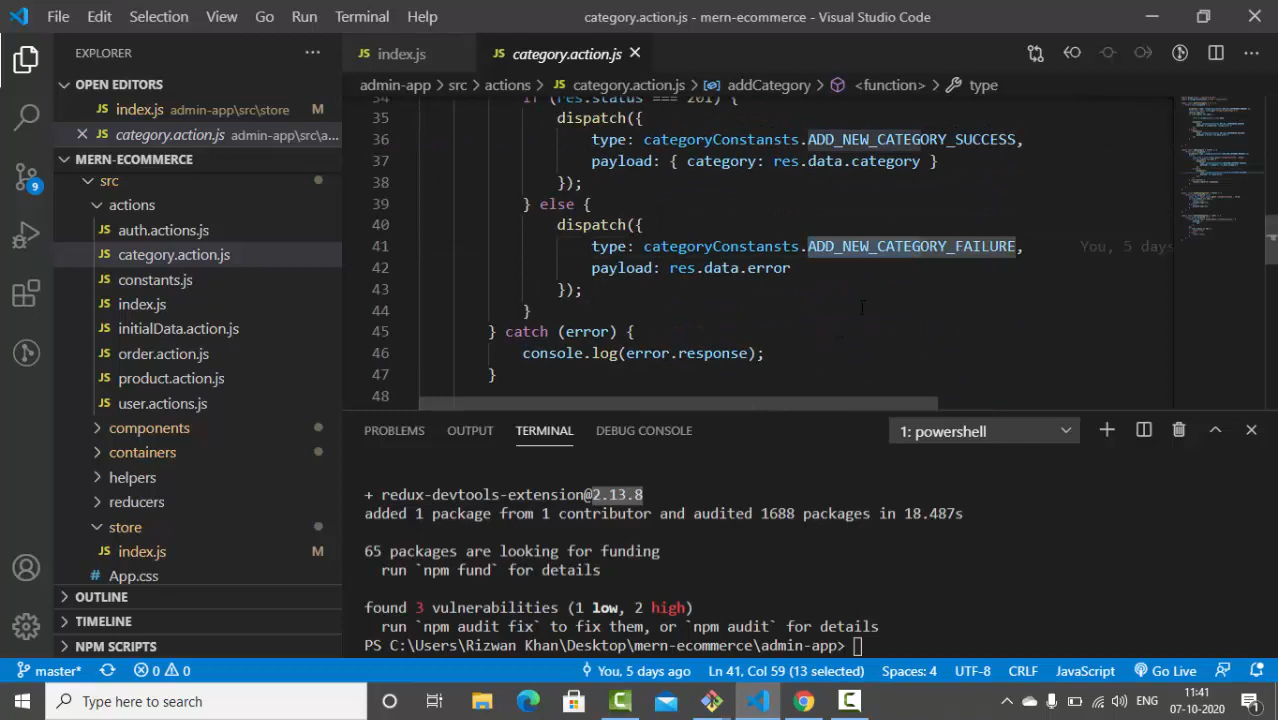 File Edit Selection View Go Run Terminal Help category.action.js - mern-ecommerce - Visual Studio Code
EXPLORER
OPEN EDITORS
index.js admin-app\src\store M
category.action.js admin-app\src\a...
MERN-ECOMMERCE
src
actions
auth.actions.js
category.action.js
constants.js
index.js
initialData.action.js
order.action.js
product.action.js
user.actions.js
components
containers
helpers
reducers
store
index.js M
App.css
OUTLINE
TIMELINE
NPM SCRIPTS
9
index.js category.action.js
admin-app > src > actions > JS category.action.js > addCategory > <function> > type
34 if (res.status === 201) {
35 dispatch({
36 type: categoryConstansts.ADD_NEW_CATEGORY_SUCCESS,
37 payload: { category: res.data.category }
38 });
39 } else {
40 dispatch({
41 type: categoryConstansts.ADD_NEW_CATEGORY_FAILURE, You, 5 days
42 payload: res.data.error
43 });
44 }
45 } catch (error) {
46 console.log(error.response);
47 }
48
PROBLEMS OUTPUT TERMINAL DEBUG CONSOLE 1: powershell
+ redux-devtools-extension@2.13.8
added 1 package from 1 contributor and audited 1688 packages in 18.487s
65 packages are looking for funding
run `npm fund` for details
found 3 vulnerabilities (1 low, 2 high)
run `npm audit fix` to fix them, or `npm audit` for details
PS C:\Users\Rizwan Khan\Desktop\mern-ecommerce\admin-app>
master* 0 0 You, 5 days ago Ln 41, Col 59 (13 selected) Spaces: 4 UTF-8 CRLF JavaScript Go Live
Type here to search ENG 11:41
07-10-2020 1